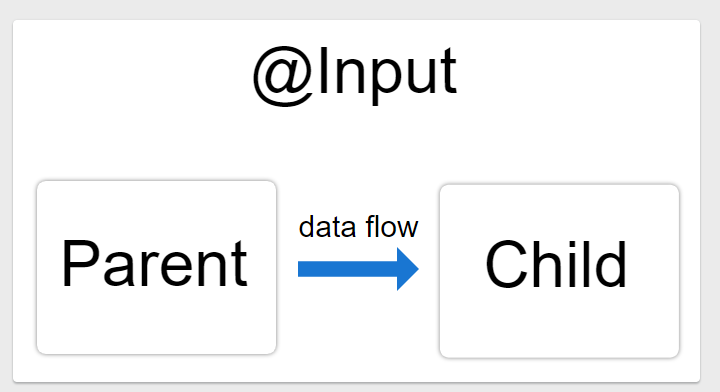 @Input
data flow
Parent
Child